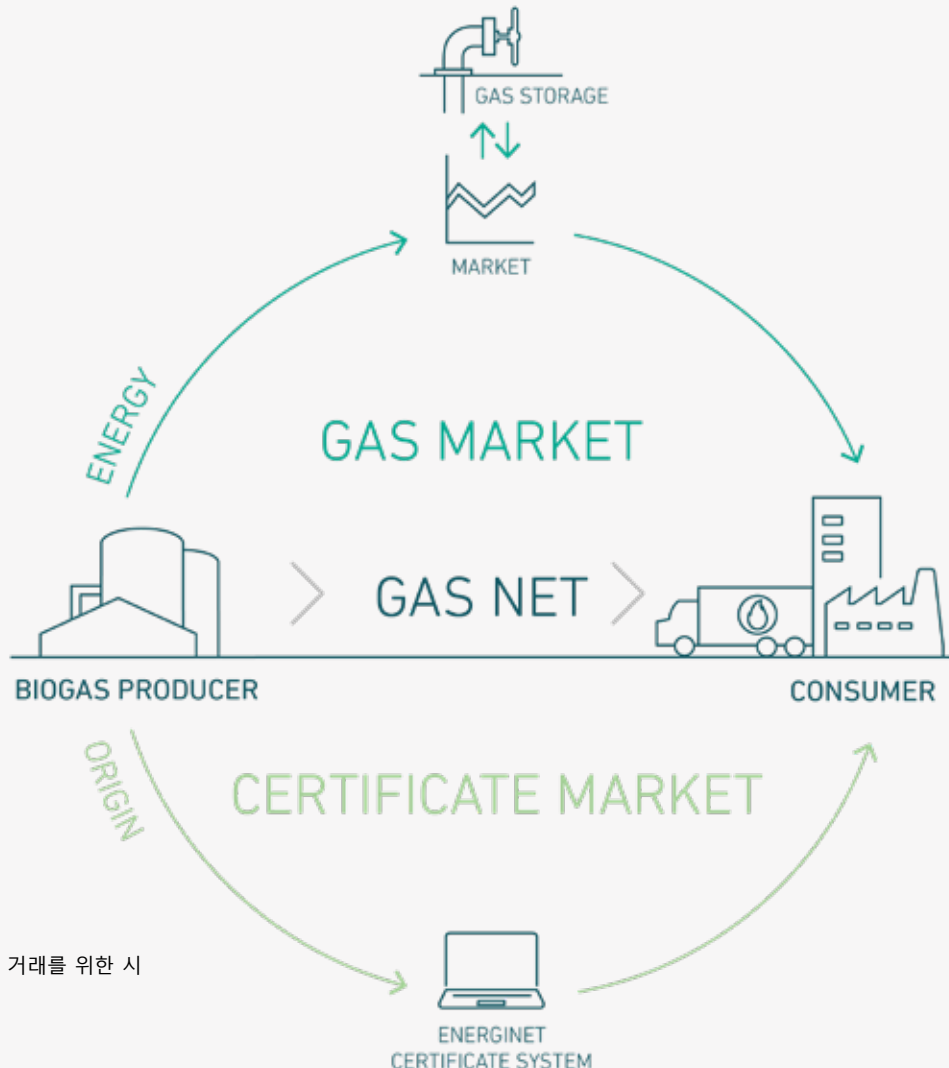 GAS STORAGE
MARKET
ENERGY
GAS MARKET
GAS NET
BIOGAS PRODUCER
CONSUMER
ORIGIN
CERTIFICATE MARKET
거래를 위한 시
ENERGINET
CERTIFICATE SYSTEM